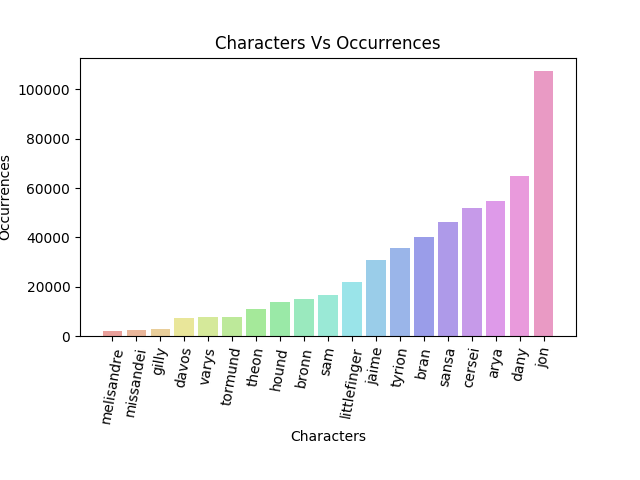 Characters Vs Occurrences
Occurrences
100000
80000
60000
40000
20000
0
melisandre
missandei
gilly
davos
varys
tormund
theon
hound
bronn
sam
littlefinger
jaime
tyrion
bran
sansa
cersei
arya
dany
jon
Characters